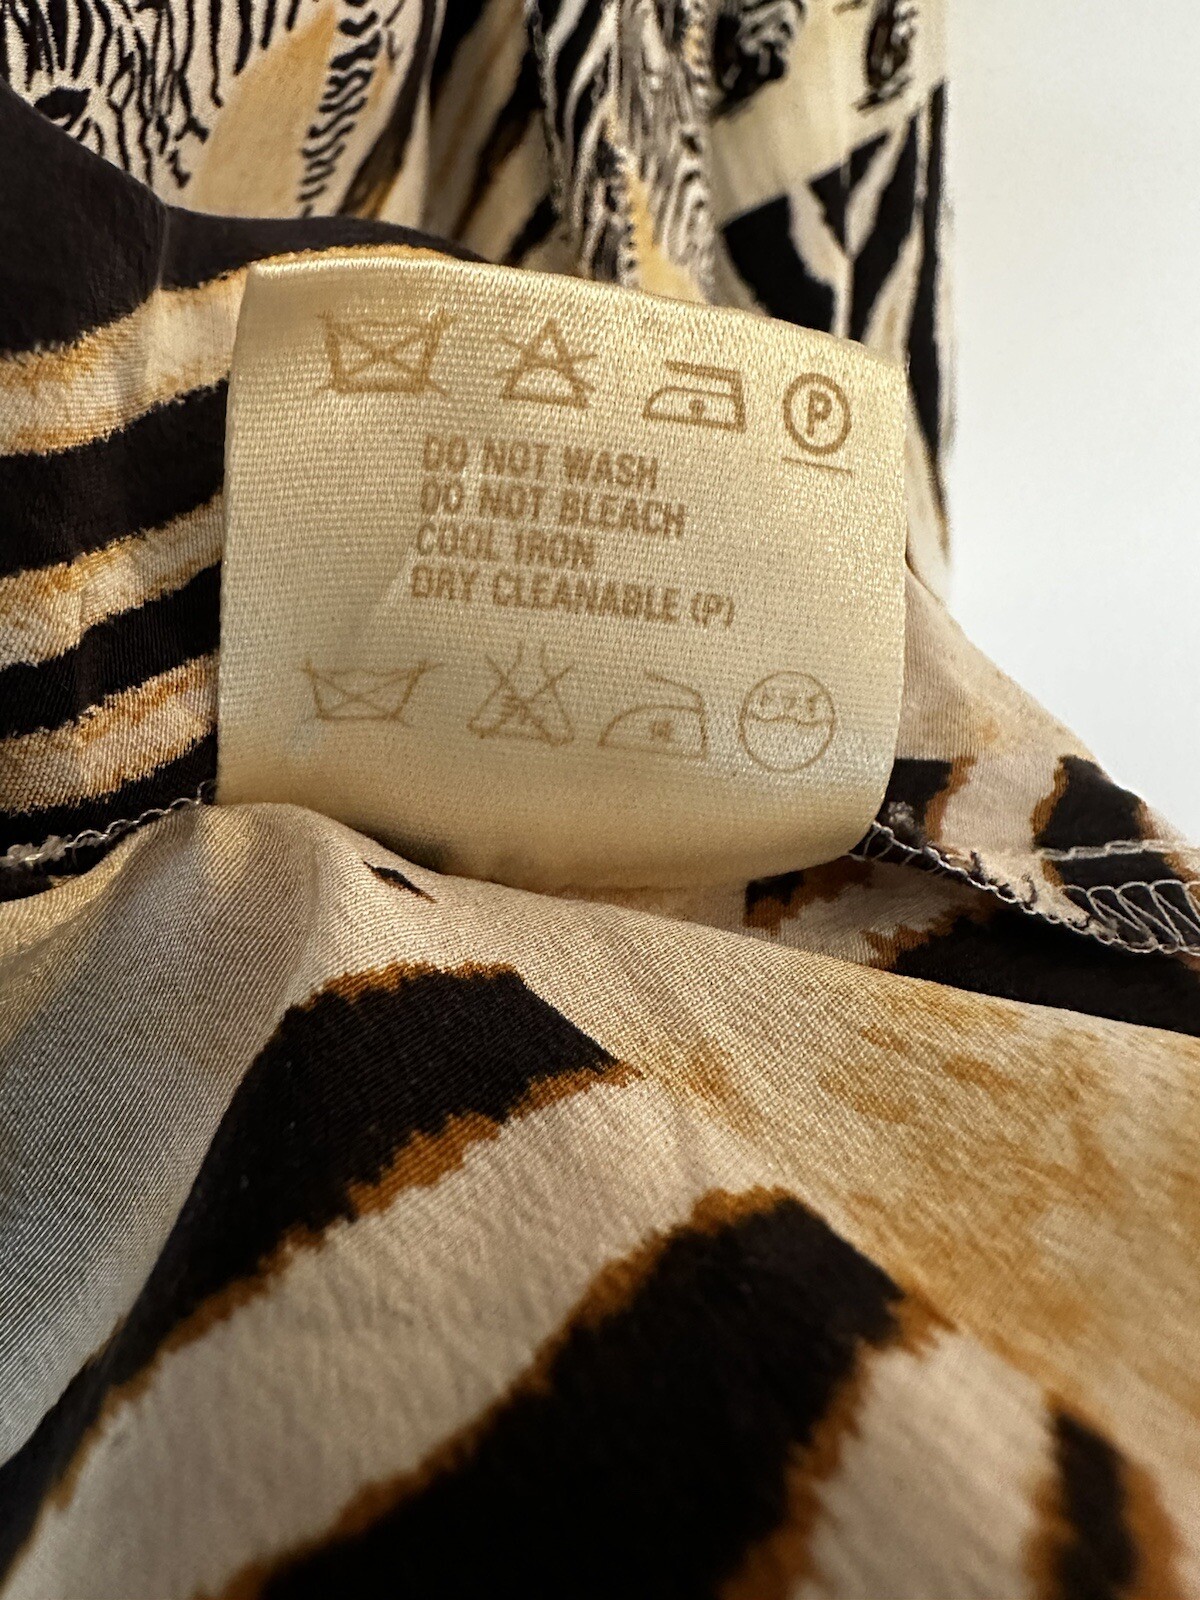 P
DO NOT WASH
DO NOT BLEACH
COOL IRON
DRY CLEANABLE (P)